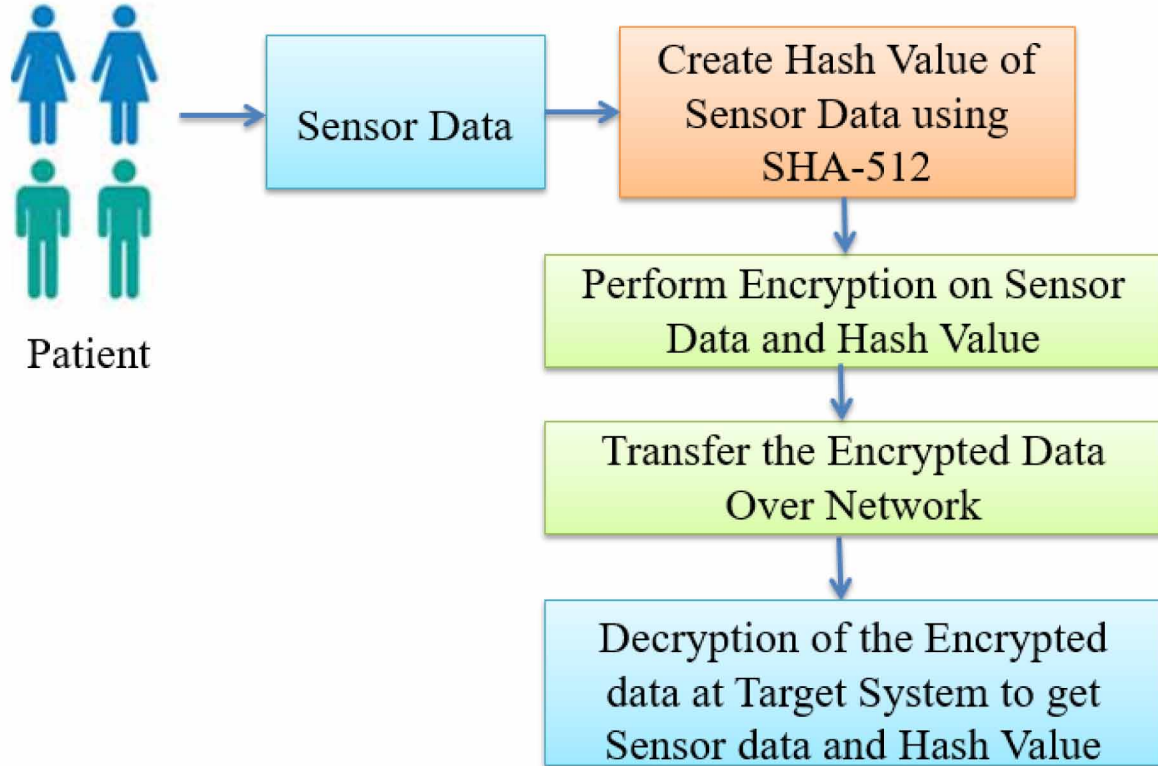 Patient
Sensor Data
Create Hash Value of
Sensor Data using
SHA-512
Perform Encryption on Sensor
Data and Hash Value
Transfer the Encrypted Data
Over Network
Decryption of the Encrypted
data at Target System to get
Sensor data and Hash Value